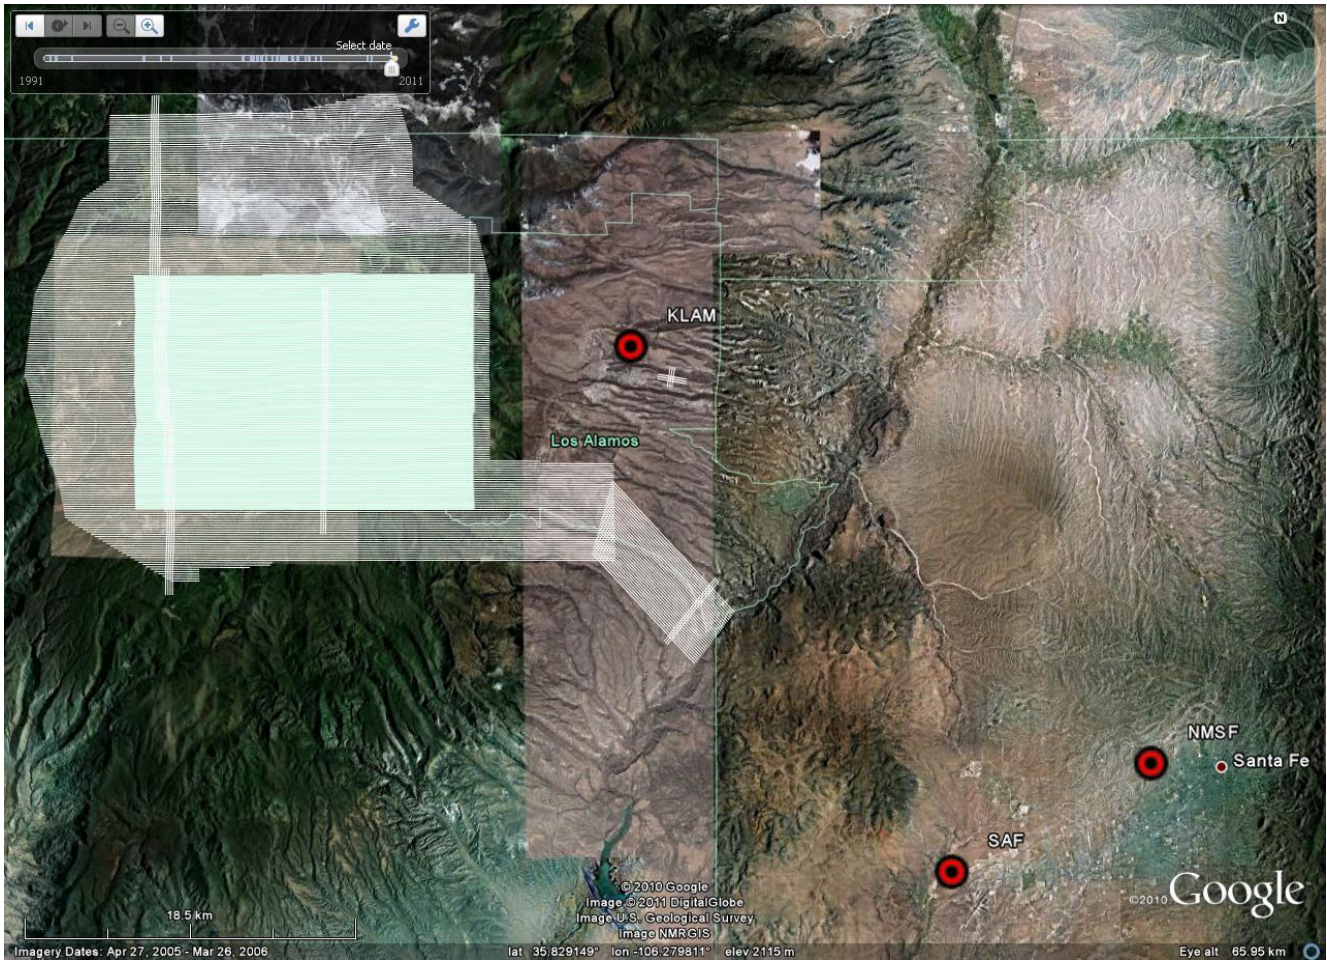 N
Select date
1991
2011
KLAM
Los Alamos
NMSF
Santa Fe
SAF
© 2010 Google
Image © 2011 DigitalGlobe
Image U.S. Geological Survey
Image NMRGIS
©2010 Google
18.5 km
Imagery Dates: Apr 27, 2005 - Mar 26, 2006
lat 35.829149° lon -106.279811° elev 2115 m
Eye alt 65.95 km